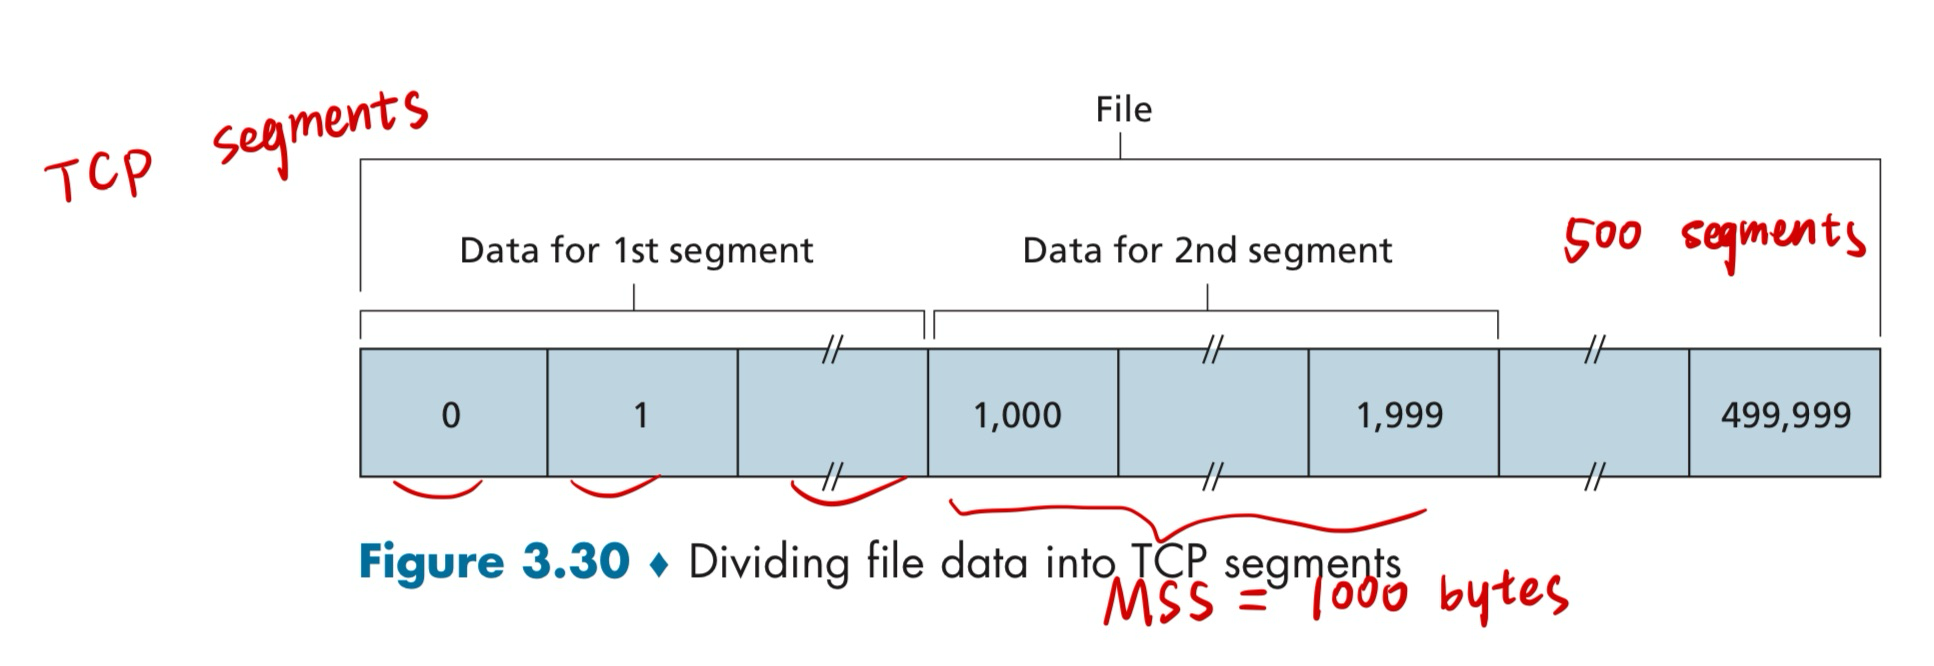 TCP segments
File
Data for 1st segment Data for 2nd segment 500 segments
0 1 1,000 1,999 499,999
Figure 3.30 ♦ Dividing file data into TCP segments
MSS = 1000 bytes